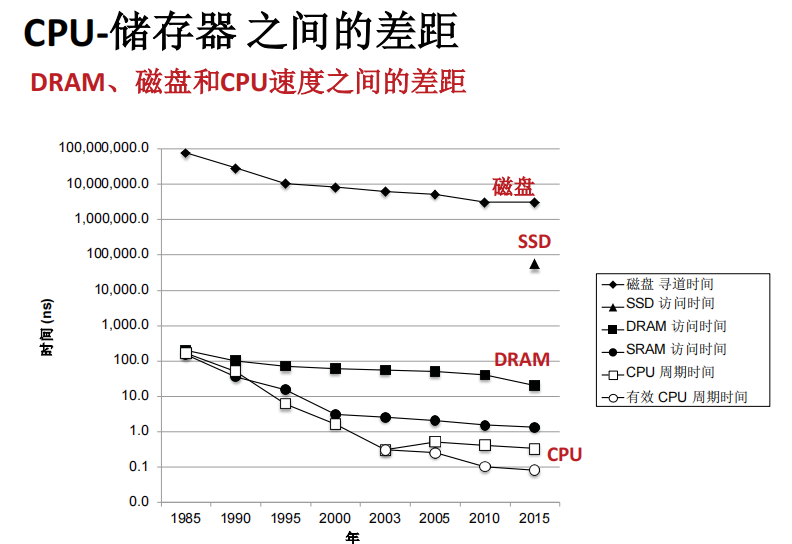 CPU-储存器 之间的差距
DRAM、磁盘和CPU速度之间的差距
100,000,000.0
10,000,000.0
1,000,000.0
100,000.0
10,000.0
1,000.0
100.0
10.0
1.0
0.1
0.0
时间 (ns)
磁盘
SSD
DRAM
CPU
1985 1990 1995 2000 2003 2005 2010 2015
年
磁盘 寻道时间
SSD 访问时间
DRAM 访问时间
SRAM 访问时间
CPU 周期时间
有效 CPU 周期时间